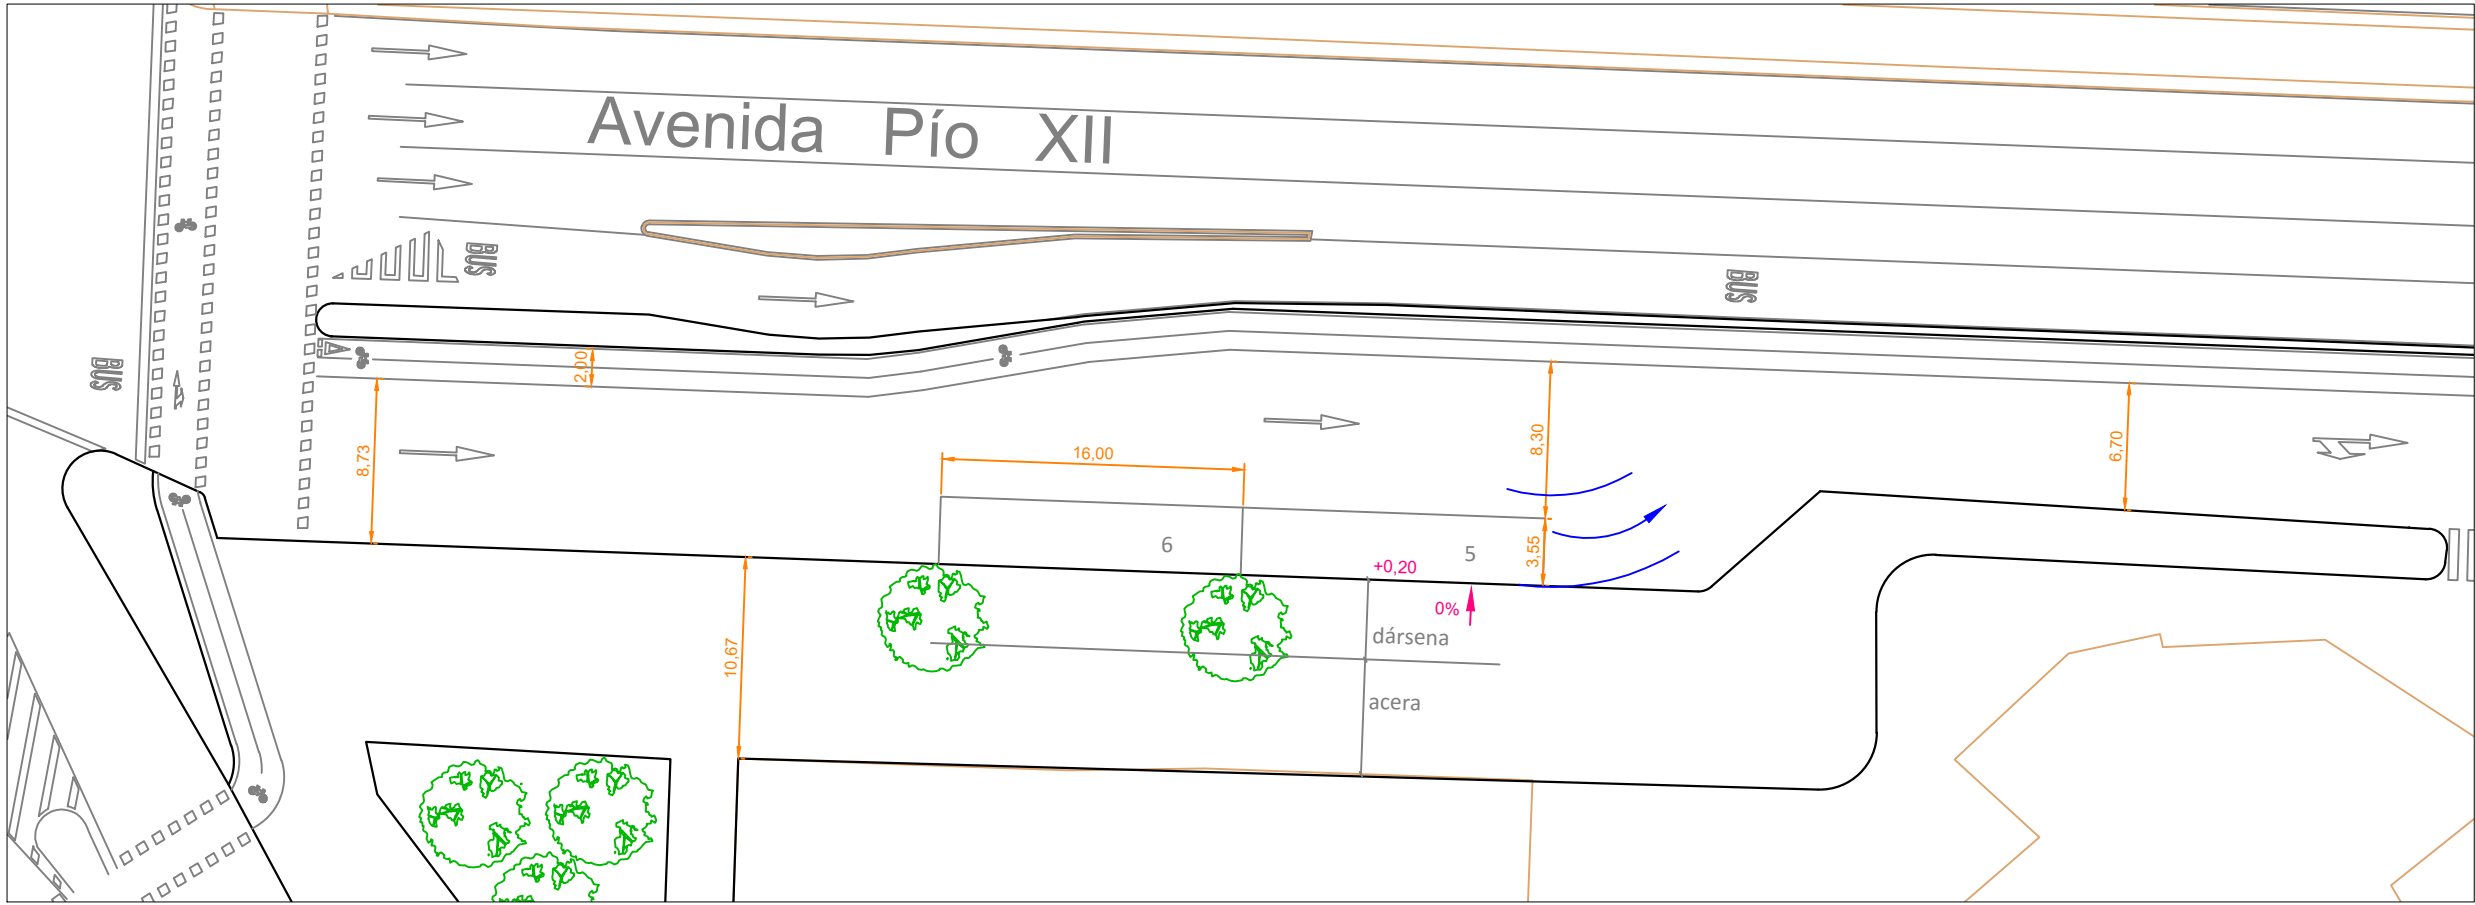 Avenida Pío XII
BUS
BUS
BUS
2,00
8,73
16,00
8,30
6,70
6
5
3,55
+0,20
0%
dársena
10,67
acera